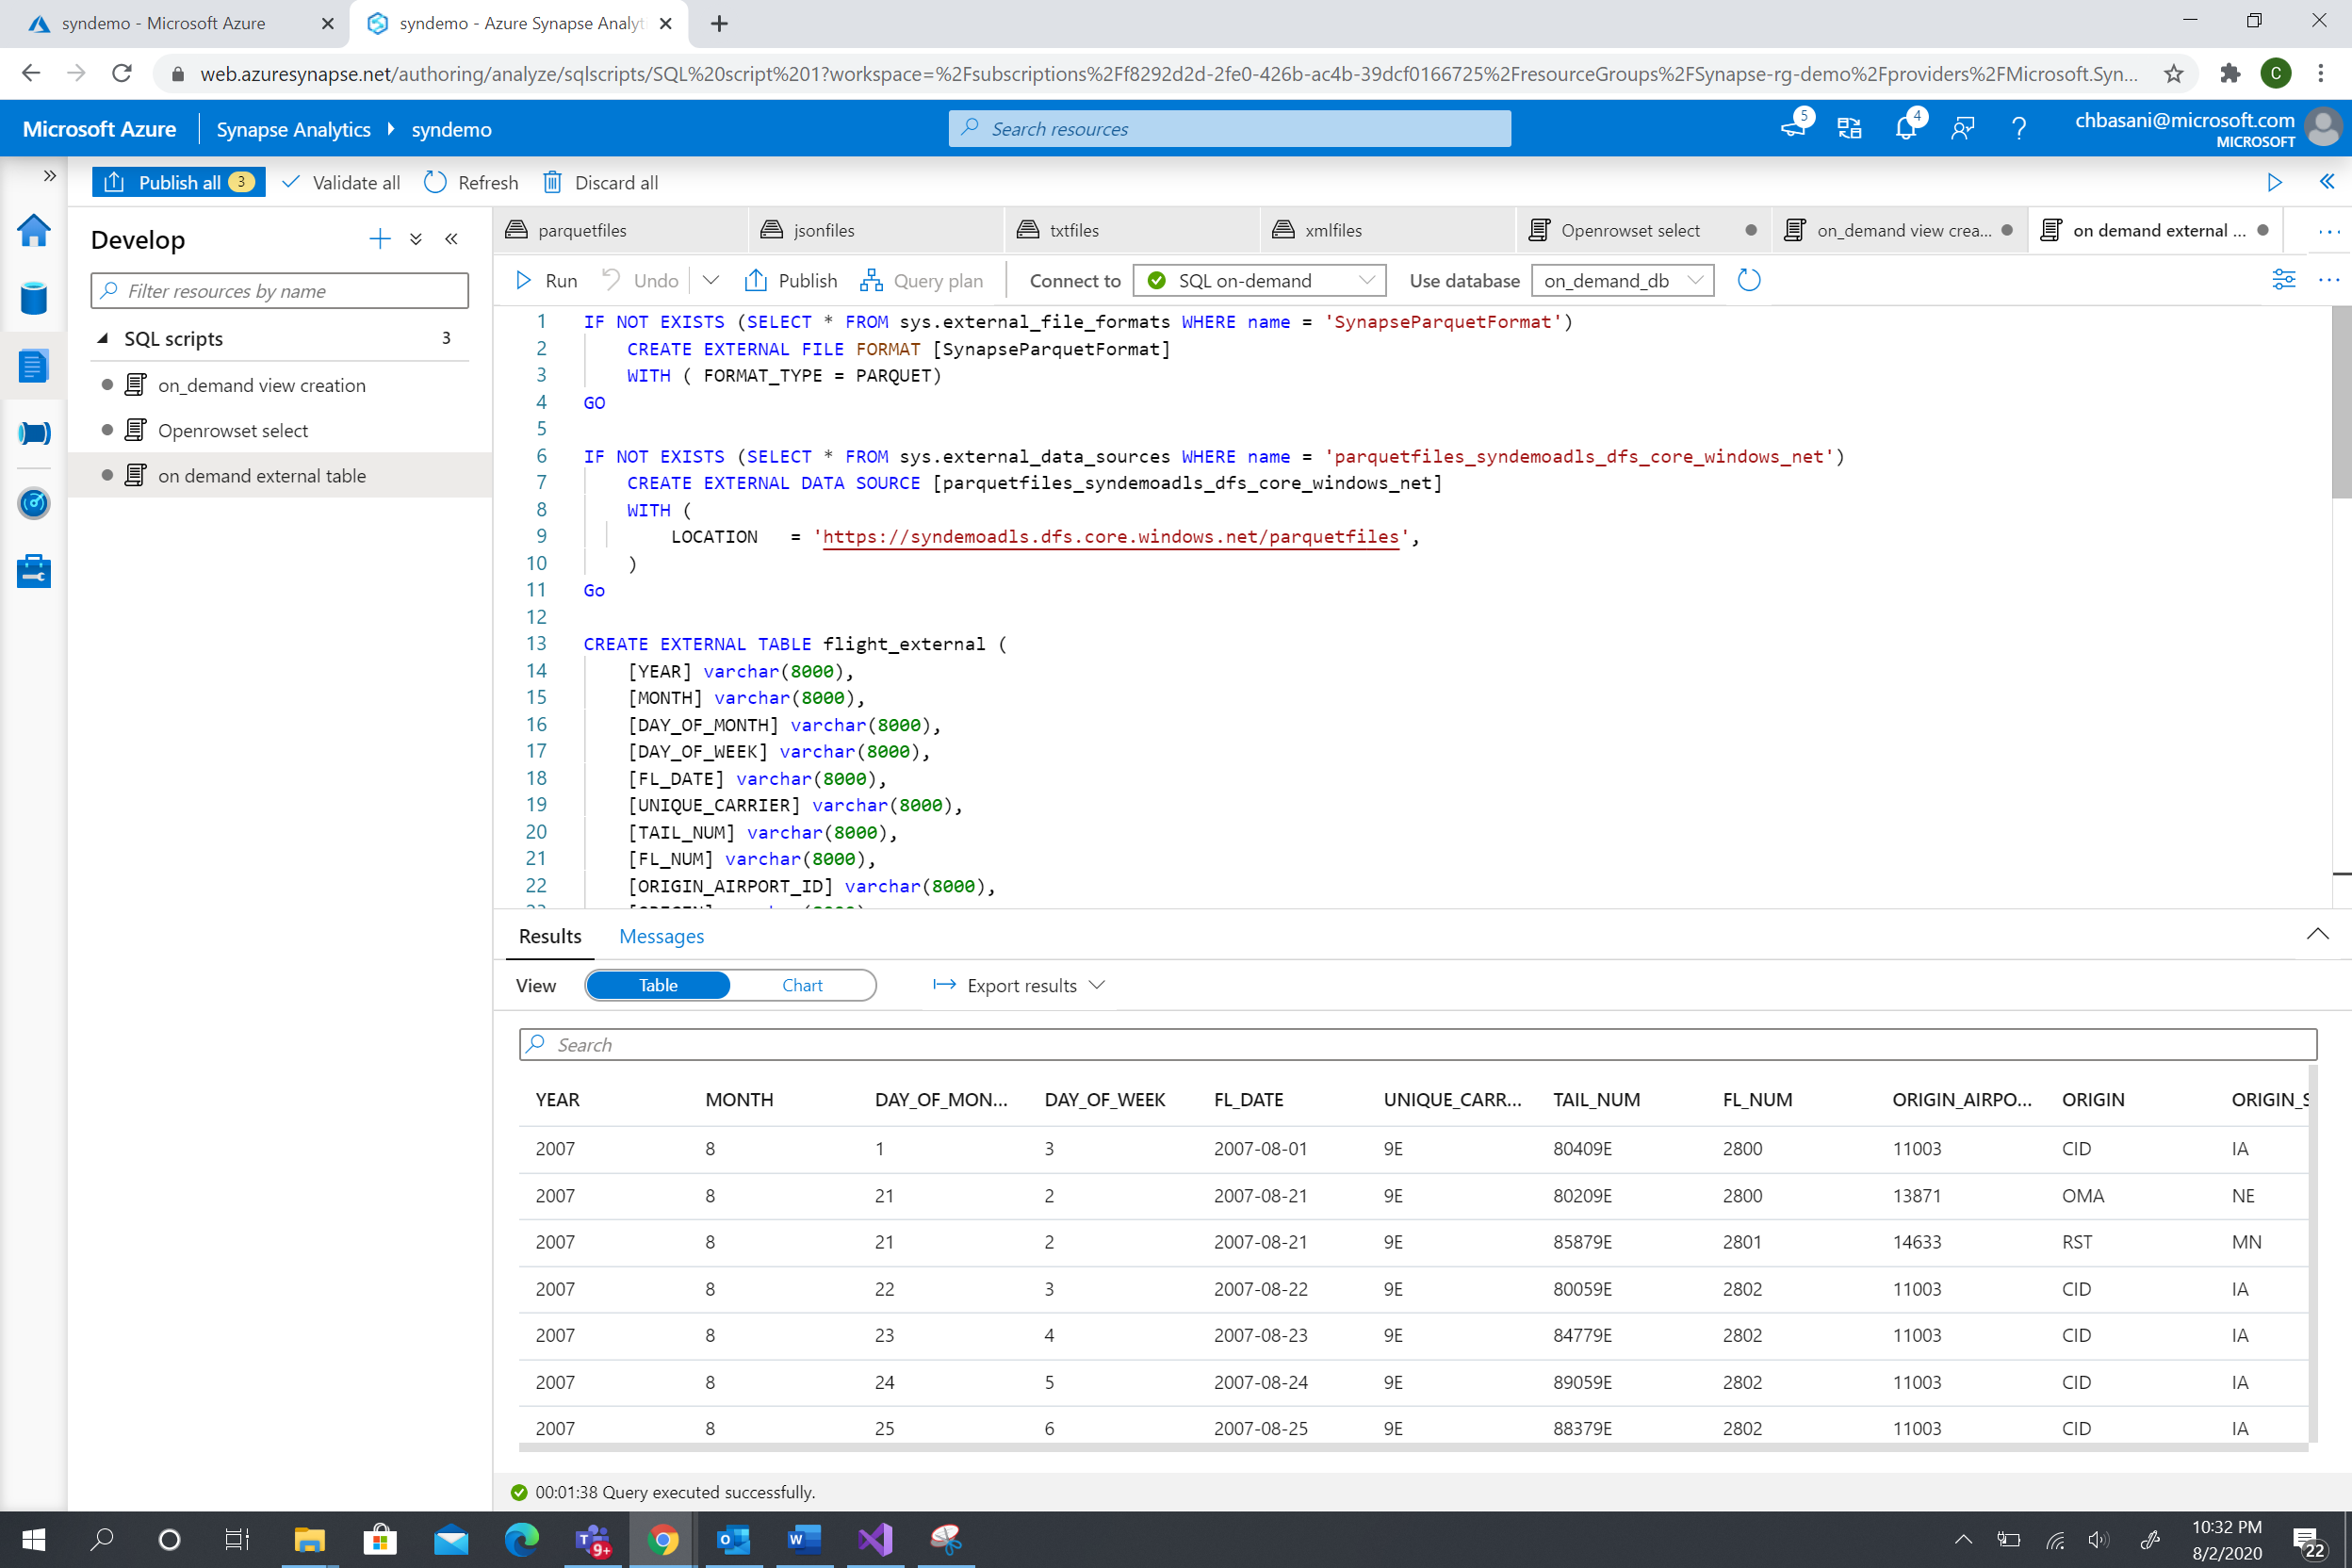 syndemo - Microsoft Azure
syndemo - Azure Synapse Analyt
web.azuresynapse.net/authoring/analyze/sqlscripts/SQL%20script%201?workspace=%2Fsubscriptions%2Ff8292d2d-2fe0-426b-ac4b-39dcf0166725%2FresourceGroups%2FSynapse-rg-demo%2Fproviders%2FMicrosoft.Syn...
C
Microsoft Azure Synapse Analytics syndemo
Search resources
5
4
chbasani@microsoft.com
MICROSOFT
Publish all 3 Validate all Refresh Discard all
Develop
Filter resources by name
SQL scripts 3
on_demand view creation
Openrowset select
on demand external table
parquetfiles jsonfiles txtfiles xmlfiles Openrowset select on_demand view crea... on demand external ...
Run Undo Publish Query plan Connect to SQL on-demand Use database on_demand_db
1 IF NOT EXISTS (SELECT * FROM sys.external_file_formats WHERE name = 'SynapseParquetFormat')
2 CREATE EXTERNAL FILE FORMAT [SynapseParquetFormat]
3 WITH ( FORMAT_TYPE = PARQUET)
4 GO
5
6 IF NOT EXISTS (SELECT * FROM sys.external_data_sources WHERE name = 'parquetfiles_syndemoadls_dfs_core_windows_net')
7 CREATE EXTERNAL DATA SOURCE [parquetfiles_syndemoadls_dfs_core_windows_net]
8 WITH (
9 LOCATION = 'https://syndemoadls.dfs.core.windows.net/parquetfiles',
10 )
11 Go
12
13 CREATE EXTERNAL TABLE flight_external (
14 [YEAR] varchar(8000),
15 [MONTH] varchar(8000),
16 [DAY_OF_MONTH] varchar(8000),
17 [DAY_OF_WEEK] varchar(8000),
18 [FL_DATE] varchar(8000),
19 [UNIQUE_CARRIER] varchar(8000),
20 [TAIL_NUM] varchar(8000),
21 [FL_NUM] varchar(8000),
22 [ORIGIN_AIRPORT_ID] varchar(8000),
Results Messages
View Table Chart Export results
Search
YEAR MONTH DAY_OF_MON... DAY_OF_WEEK FL_DATE UNIQUE_CARR... TAIL_NUM FL_NUM ORIGIN_AIRPO... ORIGIN ORIGIN_S
2007 8 1 3 2007-08-01 9E 80409E 2800 11003 CID IA
2007 8 21 2 2007-08-21 9E 80209E 2800 13871 OMA NE
2007 8 21 2 2007-08-21 9E 85879E 2801 14633 RST MN
2007 8 22 3 2007-08-22 9E 80059E 2802 11003 CID IA
2007 8 23 4 2007-08-23 9E 84779E 2802 11003 CID IA
2007 8 24 5 2007-08-24 9E 89059E 2802 11003 CID IA
2007 8 25 6 2007-08-25 9E 88379E 2802 11003 CID IA
00:01:38 Query executed successfully.
T 9+
10:32 PM
8/2/2020
22